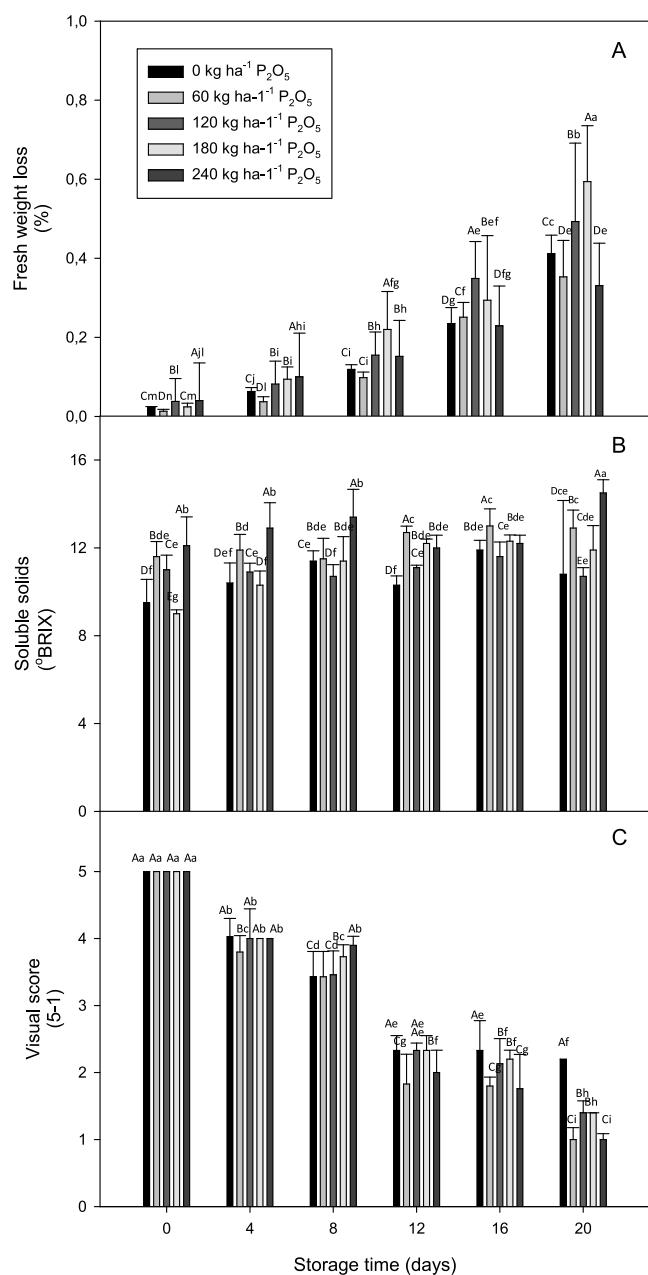 1,0
A
0 kg ha⁻¹ P₂O₅
60 kg ha-1⁻¹ P₂O₅
120 kg ha-1⁻¹ P₂O₅
180 kg ha-1⁻¹ P₂O₅
240 kg ha-1⁻¹ P₂O₅
0,8
0,6
0,4
0,2
0,0
Fresh weight loss
(%)
Cm Dn Bl Cm Ajl
Cj Dl Bi Bi Ahi
Ci Ci Bh Afg Bh
Dg Cf Ae Bef Dfg
Cc De Bb Aa De
B
16
12
8
4
0
Soluble solids
(°BRIX)
Df Bde Ce Eg Ab
Def Bd Ce Df Ab
Ce Bde Df Bde Ab
Df Ac Ce Bde Bde
Bde Ac Ce Bde Bde
Dce Bc Ee Cde Aa
C
5
4
3
2
1
0
Visual score
(5-1)
Aa Aa Aa Aa
Ab Bc Ab Ab Ab
Cd Cd Bc Ab
Ae Cg Ae Ae Bf
Ae Cg Bf Bf Cg
Af Ci Bh Bh Ci
0 4 8 12 16 20
Storage time (days)